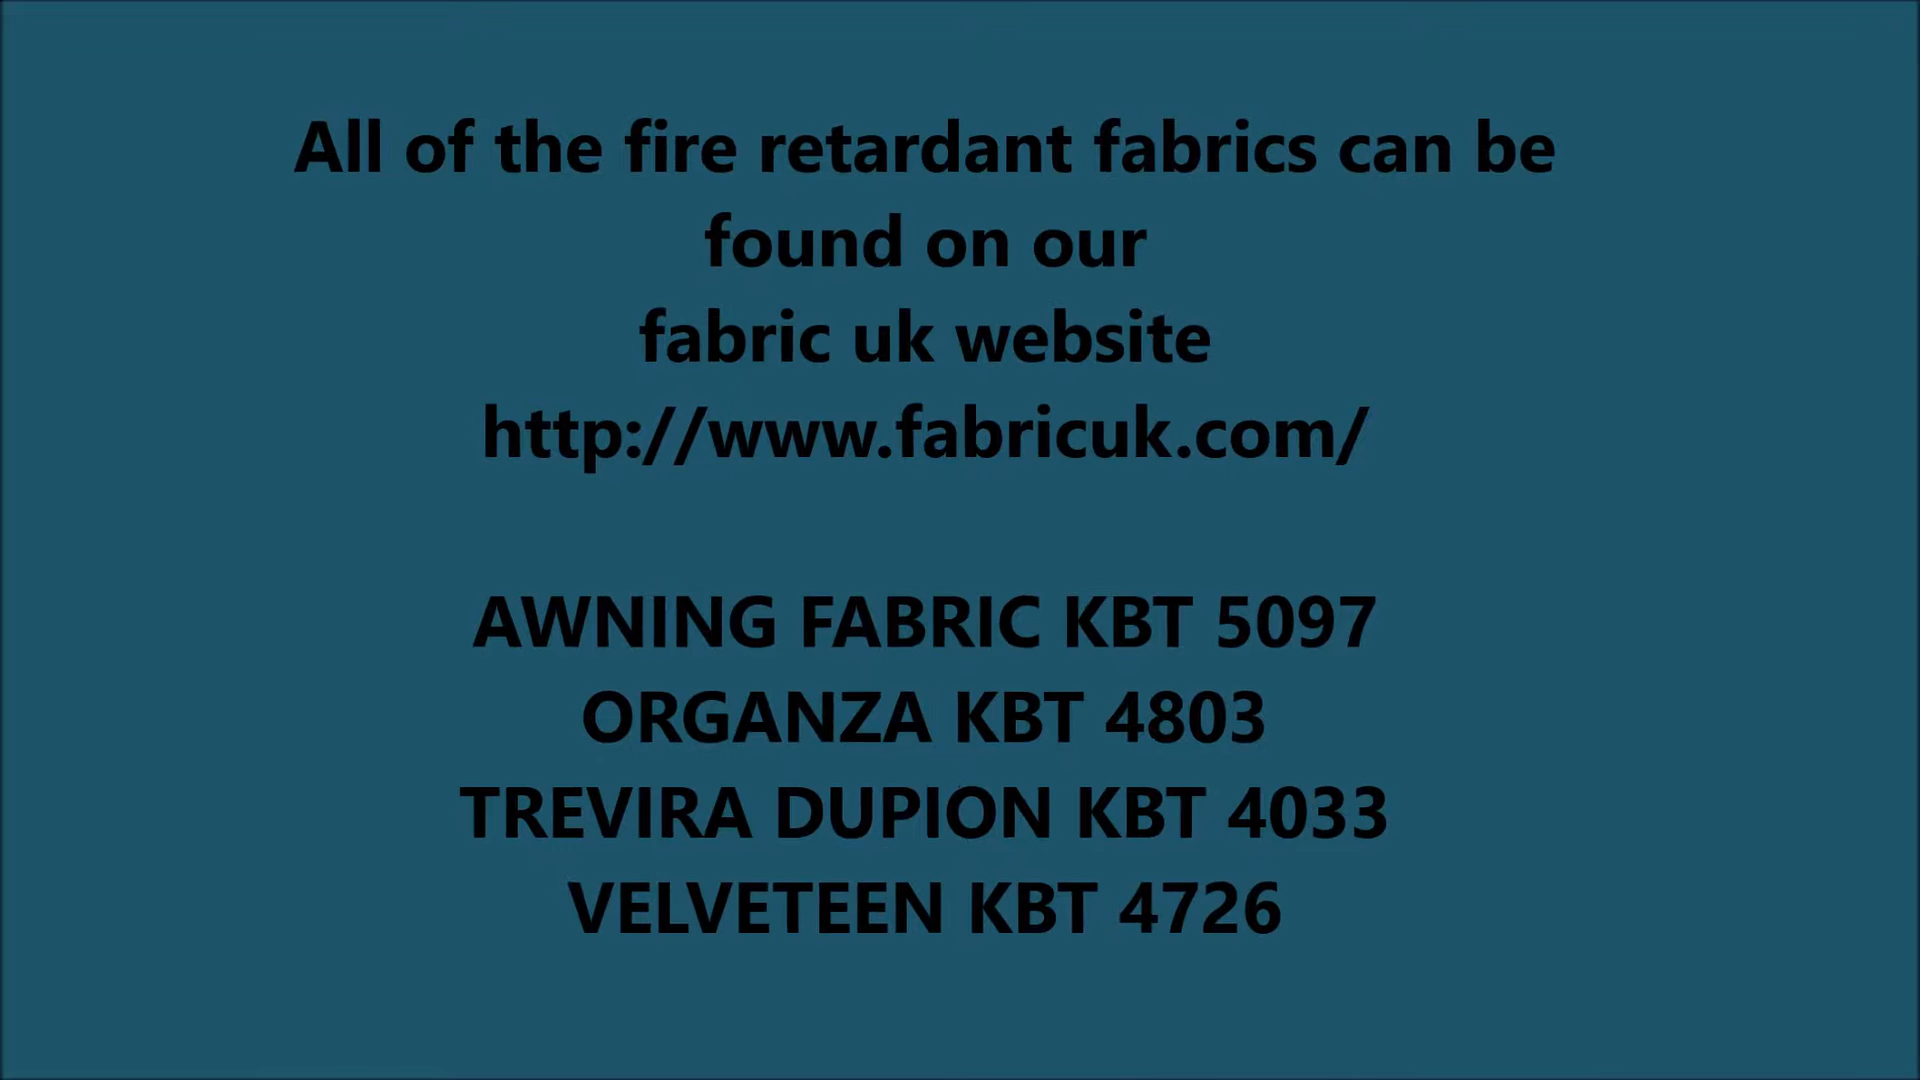 All of the fire retardant fabrics can be
found on our
fabric uk website
http://www.fabricuk.com/
AWNING FABRIC KBT 5097
ORGANZA KBT 4803
TREVIRA DUPION KBT 4033
VELVETEEN KBT 4726